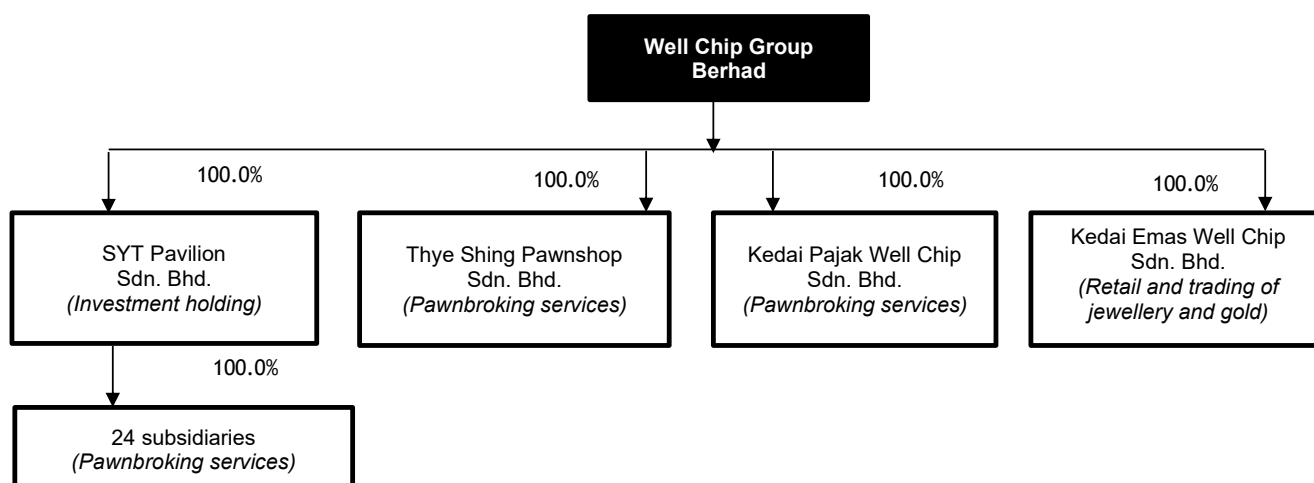 Well Chip Group
Berhad
100.0%
100.0%
100.0%
100.0%
SYT Pavilion
Sdn. Bhd.
(Investment holding)
Thye Shing Pawnshop
Sdn. Bhd.
(Pawnbroking services)
Kedai Pajak Well Chip
Sdn. Bhd.
(Pawnbroking services)
Kedai Emas Well Chip
Sdn. Bhd.
(Retail and trading of
jewellery and gold)
100.0%
24 subsidiaries
(Pawnbroking services)